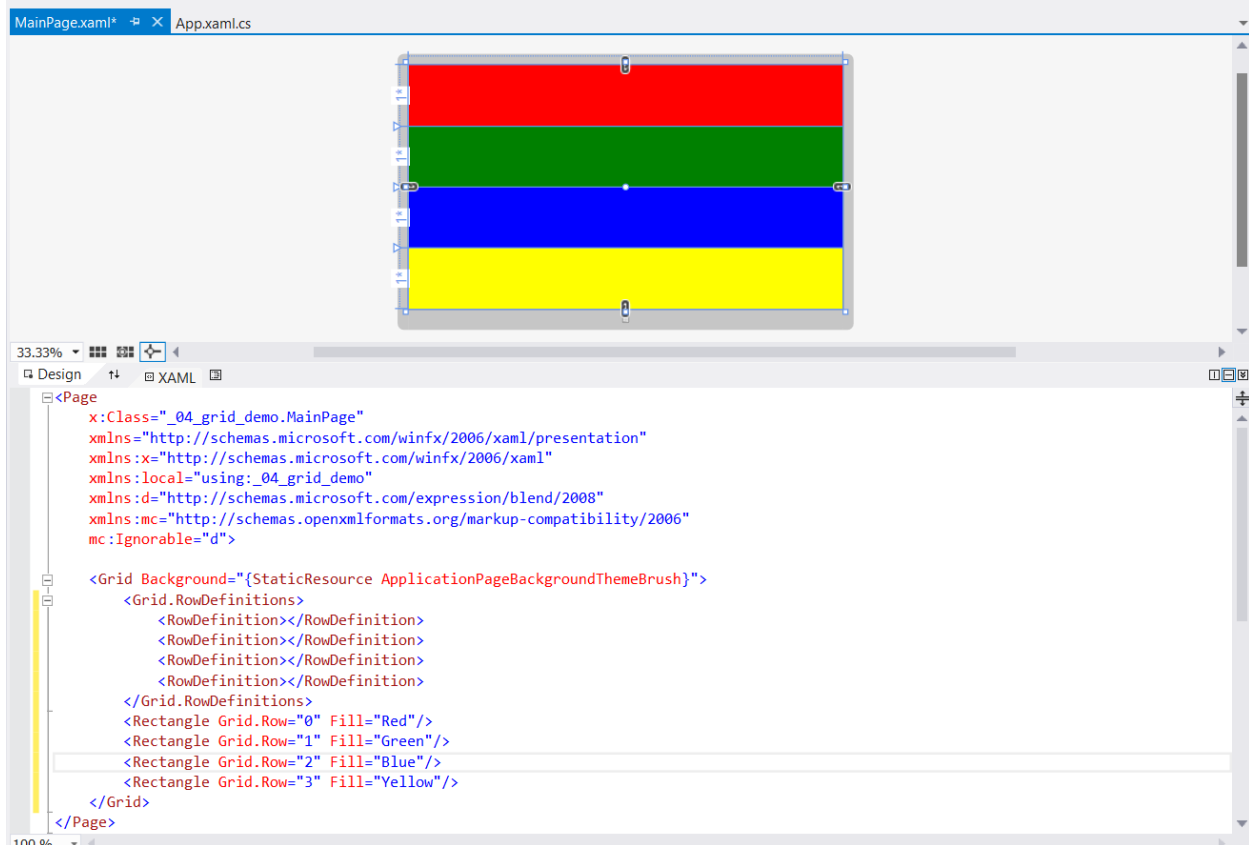 MainPage.xaml* App.xaml.cs
1*
1*
1*
1*
33.33%
Design XAML
<Page
x:Class="_04_grid_demo.MainPage"
xmlns="http://schemas.microsoft.com/winfx/2006/xaml/presentation"
xmlns:x="http://schemas.microsoft.com/winfx/2006/xaml"
xmlns:local="using:_04_grid_demo"
xmlns:d="http://schemas.microsoft.com/expression/blend/2008"
xmlns:mc="http://schemas.openxmlformats.org/markup-compatibility/2006"
mc:Ignorable="d">
<Grid Background="{StaticResource ApplicationPageBackgroundThemeBrush}">
<Grid.RowDefinitions>
<RowDefinition></RowDefinition>
<RowDefinition></RowDefinition>
<RowDefinition></RowDefinition>
<RowDefinition></RowDefinition>
</Grid.RowDefinitions>
<Rectangle Grid.Row="0" Fill="Red"/>
<Rectangle Grid.Row="1" Fill="Green"/>
<Rectangle Grid.Row="2" Fill="Blue"/>
<Rectangle Grid.Row="3" Fill="Yellow"/>
</Grid>
</Page>
100 %